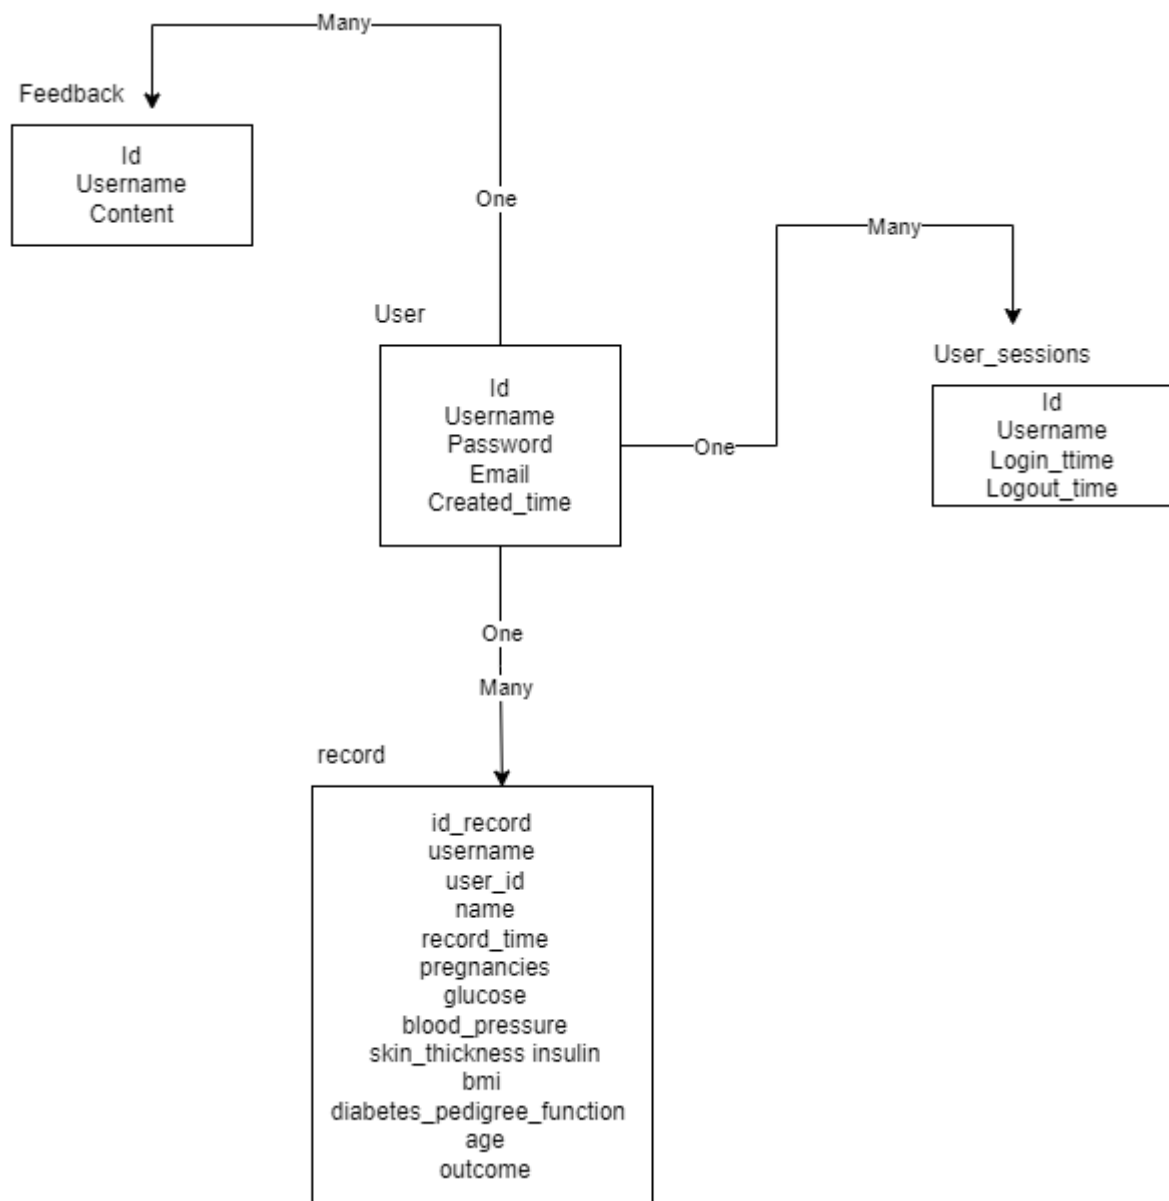 Many
Feedback
Id
Username
Content
One
Many
User
User_sessions
Id
Username
Password
Email
Created_time
One
Id
Username
Login_ttime
Logout_time
One
Many
record
id_record
username
user_id
name
record_time
pregnancies
glucose
blood_pressure
skin_thickness insulin
bmi
diabetes_pedigree_function
age
outcome